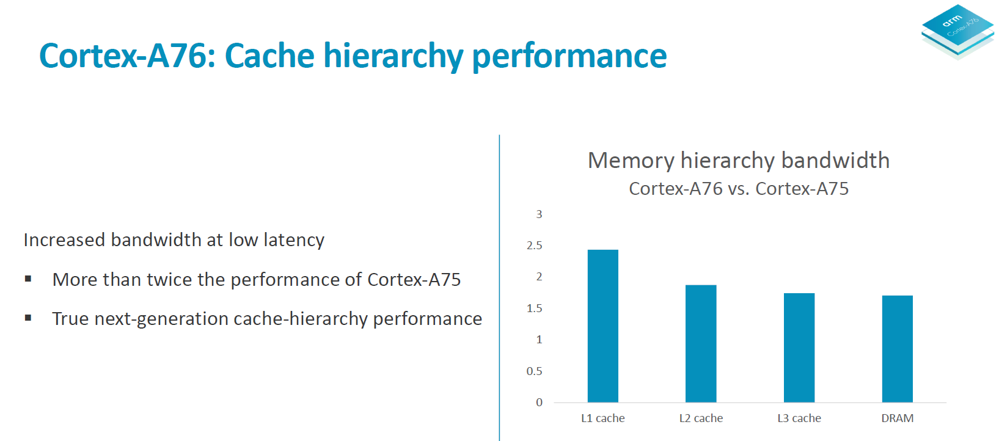 arm
Cortex-A76
Cortex-A76: Cache hierarchy performance
Increased bandwidth at low latency
▪ More than twice the performance of Cortex-A75
▪ True next-generation cache-hierarchy performance
Memory hierarchy bandwidth
Cortex-A76 vs. Cortex-A75
3
2.5
2
1.5
1
0.5
0
L1 cache L2 cache L3 cache DRAM